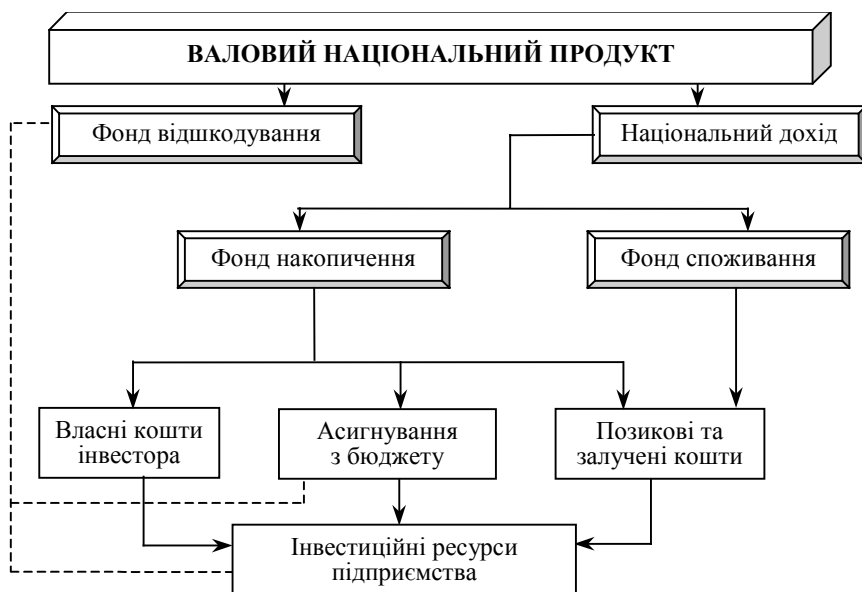 ВАЛОВИЙ НАЦІОНАЛЬНИЙ ПРОДУКТ
Фонд відшкодування
Національний дохід
Фонд накопичення
Фонд споживання
Власні кошти
інвестора
Асигнування
з бюджету
Позикові та
залучені кошти
Інвестиційні ресурси
підприємства